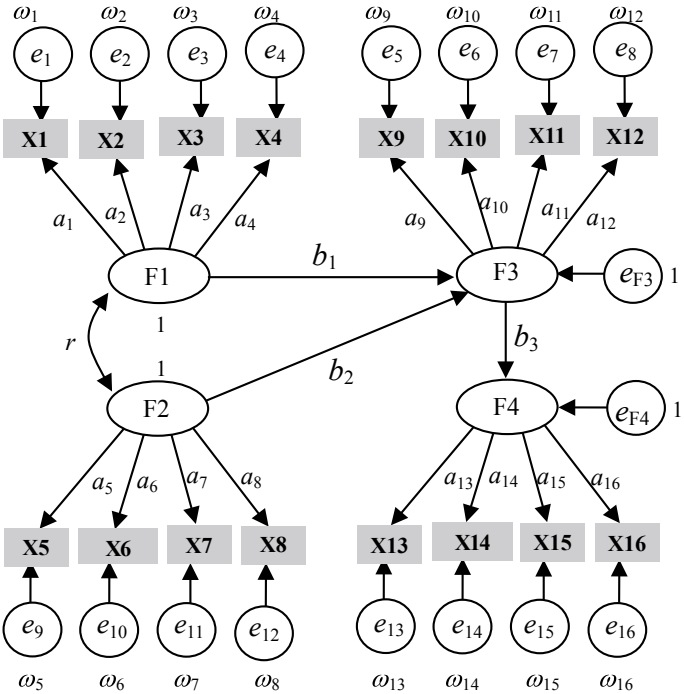 ω₁ ω₂ ω₃ ω₄ ω₉ ω₁₀ ω₁₁ ω₁₂
e₁ e₂ e₃ e₄ e₅ e₆ e₇ e₈
X1 X2 X3 X4 X9 X10 X11 X12
a₁ a₂ a₃ a₄ a₉ a₁₀ a₁₁ a₁₂
F1 b₁ F3 e_F3 1
1
r b₃
1 b₂
F2 F4 e_F4 1
a₅ a₆ a₇ a₈ a₁₃ a₁₄ a₁₅ a₁₆
X5 X6 X7 X8 X13 X14 X15 X16
e₉ e₁₀ e₁₁ e₁₂ e₁₃ e₁₄ e₁₅ e₁₆
ω₅ ω₆ ω₇ ω₈ ω₁₃ ω₁₄ ω₁₅ ω₁₆